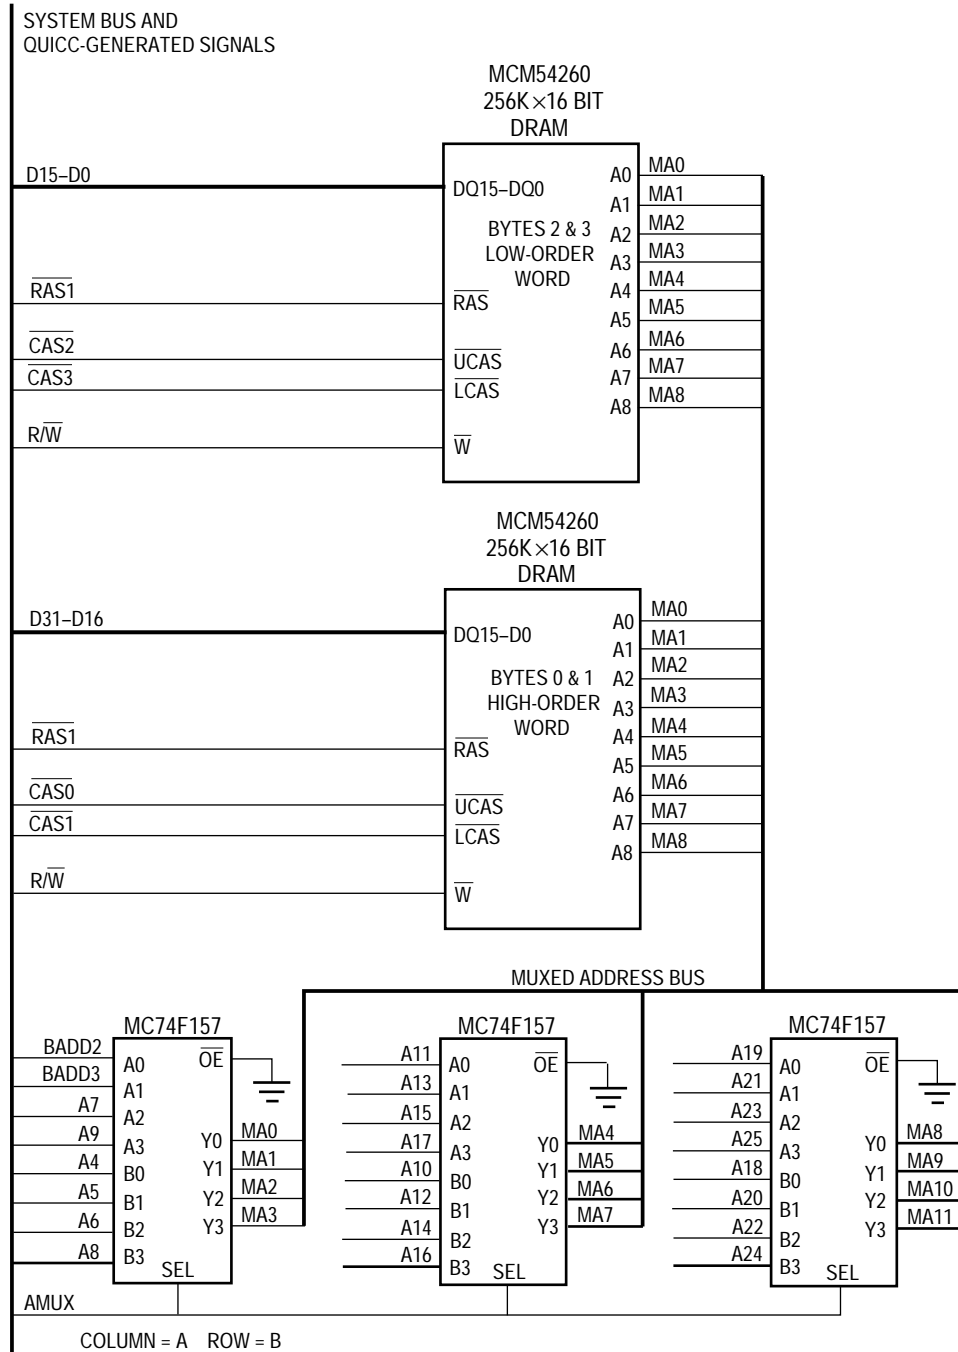 SYSTEM BUS AND
QUICC-GENERATED SIGNALS
MCM54260
256K×16 BIT
DRAM
D15–D0
RAS1
CAS2
CAS3
R/W
DQ15–DQ0
BYTES 2 & 3
LOW-ORDER
WORD
RAS
UCAS
LCAS
W
A0 MA0
A1 MA1
A2 MA2
A3 MA3
A4 MA4
A5 MA5
A6 MA6
A7 MA7
A8 MA8
MCM54260
256K×16 BIT
DRAM
D31–D16
RAS1
CAS0
CAS1
R/W
DQ15–D0
BYTES 0 & 1
HIGH-ORDER
WORD
RAS
UCAS
LCAS
W
A0 MA0
A1 MA1
A2 MA2
A3 MA3
A4 MA4
A5 MA5
A6 MA6
A7 MA7
A8 MA8
MUXED ADDRESS BUS
MC74F157
BADD2 A0
BADD3 A1
A7 A2
A9 A3
A4 B0
A5 B1
A6 B2
A8 B3
OE
Y0 MA0
Y1 MA1
Y2 MA2
Y3 MA3
SEL
MC74F157
A11 A0
A13 A1
A15 A2
A17 A3
A10 B0
A12 B1
A14 B2
A16 B3
OE
Y0 MA4
Y1 MA5
Y2 MA6
Y3 MA7
SEL
MC74F157
A19 A0
A21 A1
A23 A2
A25 A3
A18 B0
A20 B1
A22 B2
A24 B3
OE
Y0 MA8
Y1 MA9
Y2 MA10
Y3 MA11
SEL
AMUX
COLUMN = A ROW = B